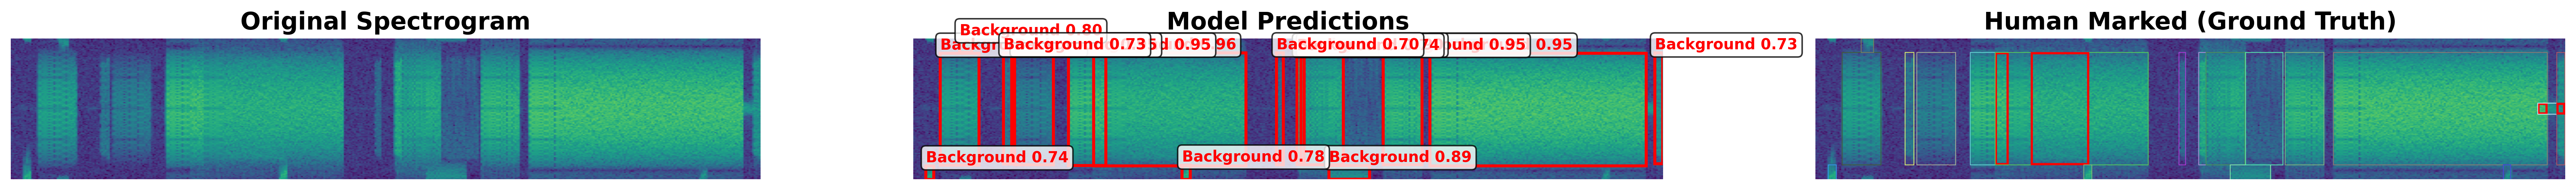 Original Spectrogram
Model Predictions
Human Marked (Ground Truth)
Background 0.80
Background 0.73
0.95
96
Background 0.70
74
ound 0.95
0.95
Background 0.73
Background 0.74
Background 0.78
Background 0.89